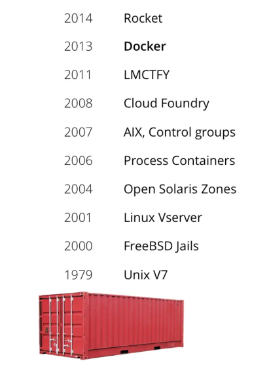 2014 Rocket
2013 Docker
2011 LMCTFY
2008 Cloud Foundry
2007 AIX, Control groups
2006 Process Containers
2004 Open Solaris Zones
2001 Linux Vserver
2000 FreeBSD Jails
1979 Unix V7